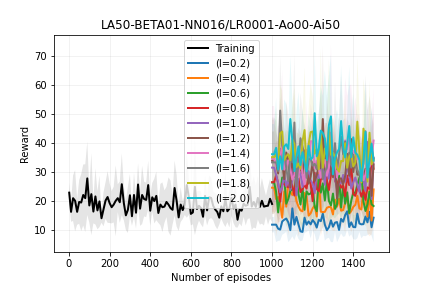 LA50-BETA01-NN016/LR0001-Ao00-Ai50
Reward
70
60
50
40
30
20
10
Training
(I=0.2)
(I=0.4)
(I=0.6)
(I=0.8)
(I=1.0)
(I=1.2)
(I=1.4)
(I=1.6)
(I=1.8)
(I=2.0)
0 200 400 600 800 1000 1200 1400
Number of episodes